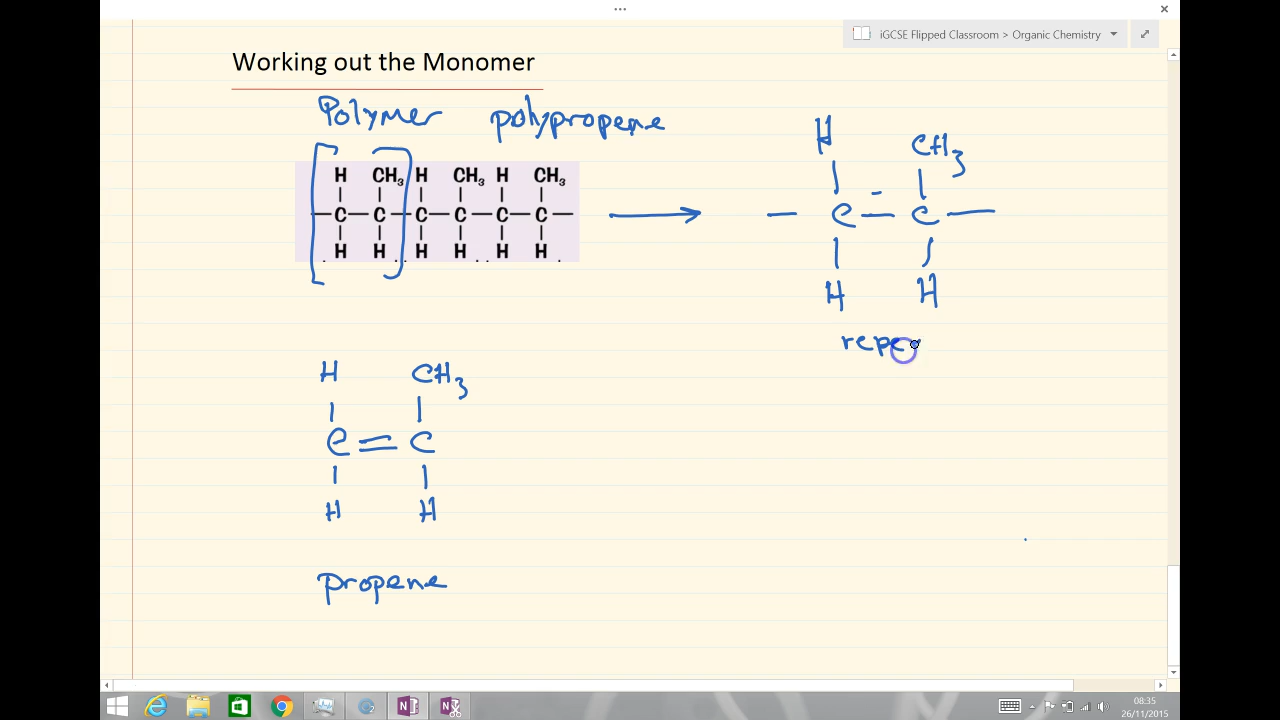 iGCSE Flipped Classroom > Organic Chemistry
Working out the Monomer
Polymer polypropene
H CH₃ H CH₃ H CH₃
—C—C—C—C—C—C—
H H H H H H
H CH₃
— C — C —
H H
repe
H CH₃
C = C
H H
propene
08:35
26/11/2015